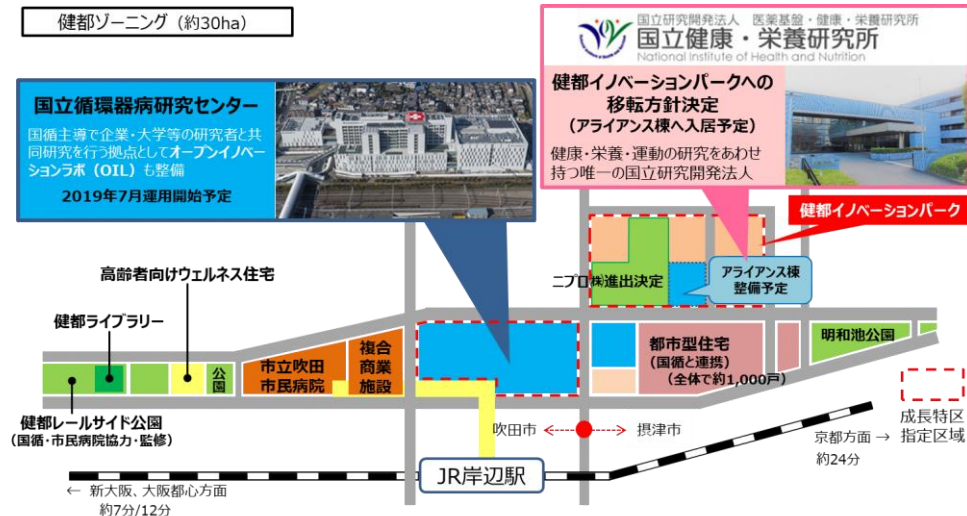 健都ゾーニング（約30ha）
国立研究開発法人　医薬基盤・健康・栄養研究所
国立健康・栄養研究所
National Institute of Health and Nutrition
健都イノベーションパークへの
移転方針決定
（アライアンス棟へ入居予定）
健康・栄養・運動の研究をあわせ
持つ唯一の国立研究開発法人
国立循環器病研究センター
国循主導で企業・大学等の研究者と共
同研究を行う拠点としてオープンイノベー
ションラボ（OIL）も整備
2019年7月運用開始予定
健都イノベーションパーク
ニプロ㈱進出決定
アライアンス棟
整備予定
高齢者向けウェルネス住宅
健都ライブラリー
公
園
市立吹田
市民病院
複合
商業
施設
都市型住宅
（国循と連携）
（全体で約1,000戸）
明和池公園
健都レールサイド公園
（国循・市民病院協力・監修）
吹田市
摂津市
成長特区
指定区域
京都方面 →
約24分
JR岸辺駅
← 新大阪、大阪都心方面
約7分/12分